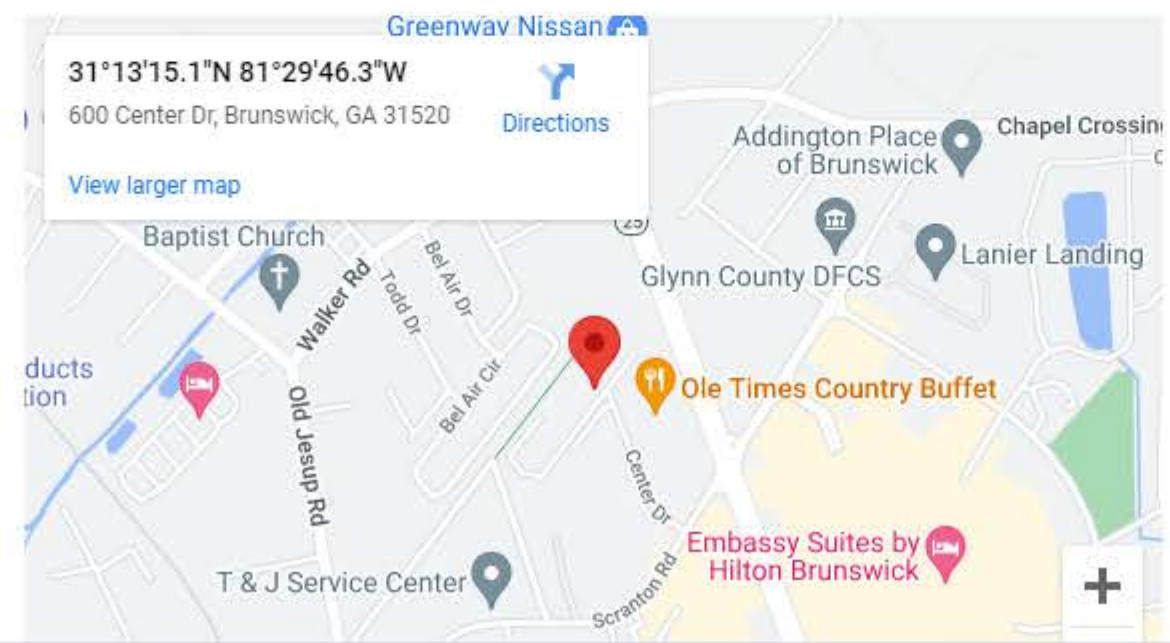 Greenway Nissan
31°13'15.1"N 81°29'46.3"W
600 Center Dr, Brunswick, GA 31520
Directions
View larger map
Addington Place
of Brunswick
Chapel Crossin
25
Baptist Church
Glynn County DFCS
Lanier Landing
Walker Rd
Todd Dr
Bel Air Dr
Bel Air Cir
ducts
tion
Old Jesup Rd
Ole Times Country Buffet
Center Dr
Embassy Suites by
Hilton Brunswick
T & J Service Center
Scranton Rd
+